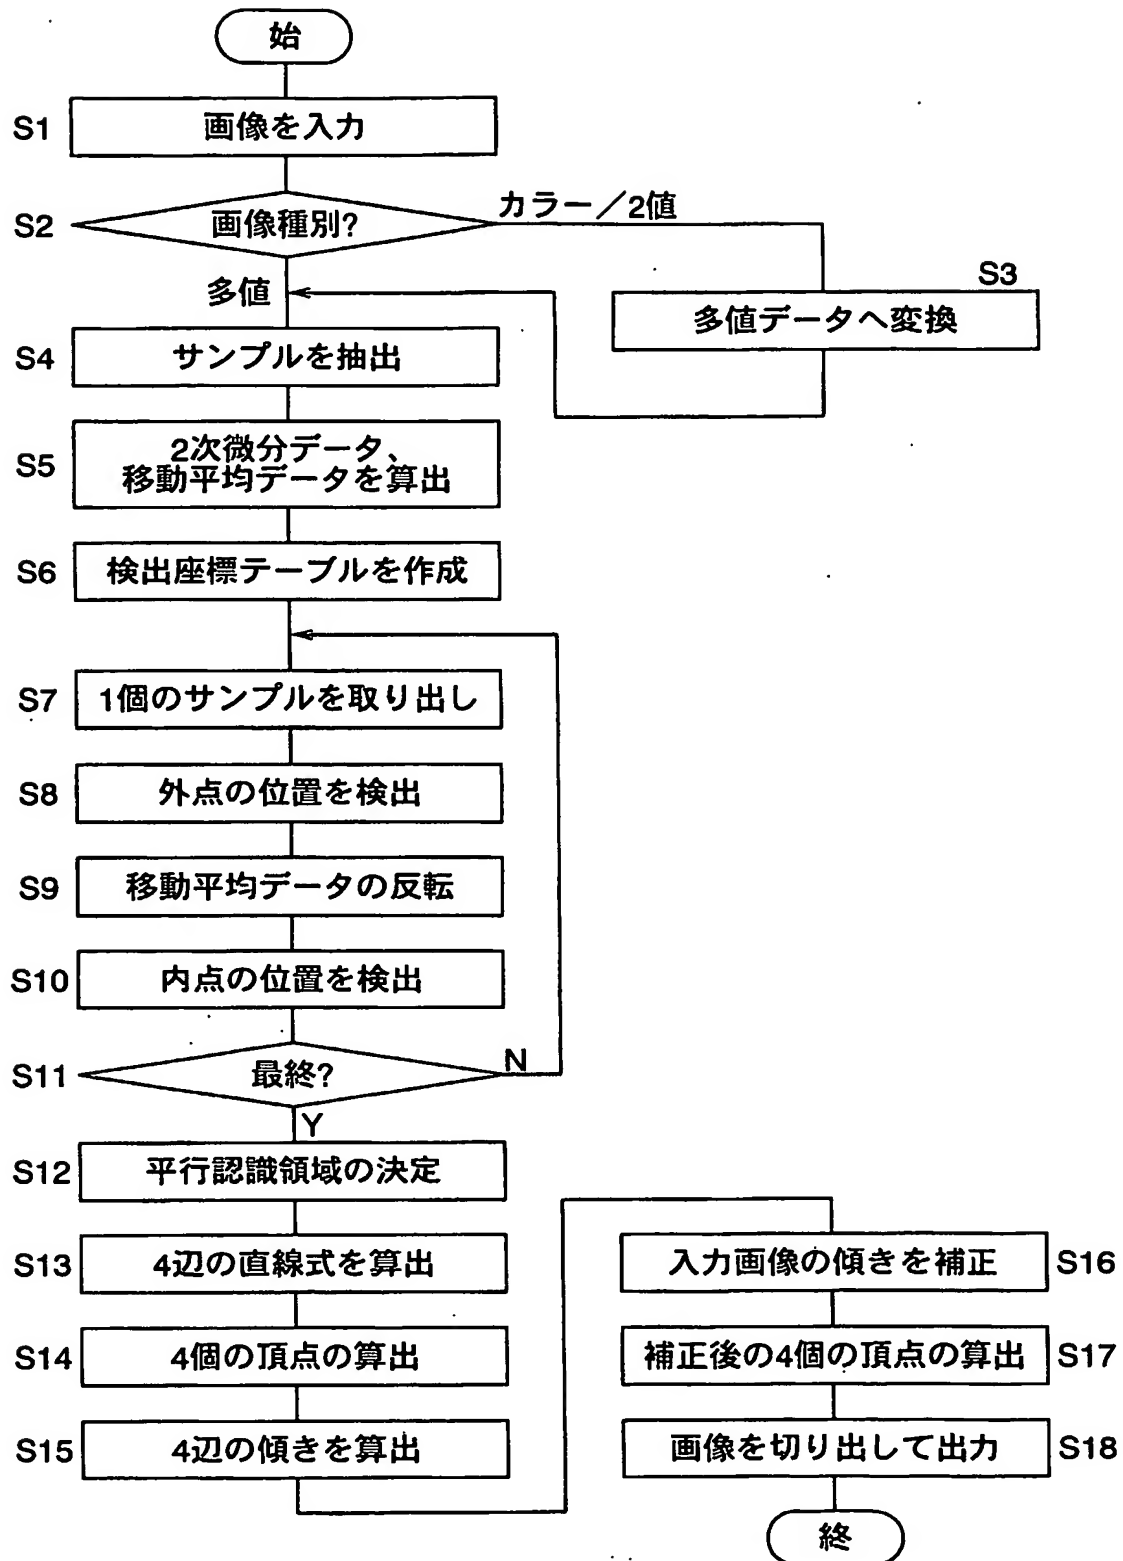 始
S1
画像を入力
S2
画像種別?
カラー/2値
多値
S3
多値データへ変換
S4
サンプルを抽出
S5
2次微分データ、
移動平均データを算出
S6
検出座標テーブルを作成
S7
1個のサンプルを取り出し
S8
外点の位置を検出
S9
移動平均データの反転
S10
内点の位置を検出
S11
最終?
N
Y
S12
平行認識領域の決定
S13
4辺の直線式を算出
S14
4個の頂点の算出
S15
4辺の傾きを算出
入力画像の傾きを補正
S16
補正後の4個の頂点の算出
S17
画像を切り出して出力
S18
終